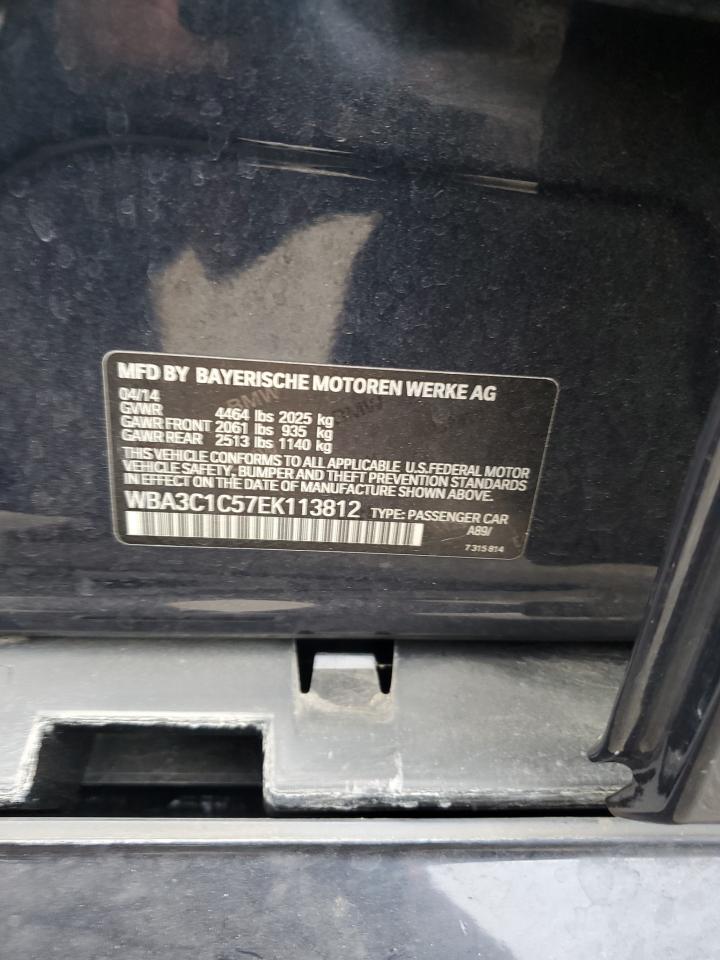 MFD BY BAYERISCHE MOTOREN WERKE AG
04/14
GVWR 4464 lbs 2025 kg
GAWR FRONT 2061 lbs 935 kg
GAWR REAR 2513 lbs 1140 kg
THIS VEHICLE CONFORMS TO ALL APPLICABLE U.S.FEDERAL MOTOR
VEHICLE SAFETY, BUMPER AND THEFT PREVENTION STANDARDS
IN EFFECT ON THE DATE OF MANUFACTURE SHOWN ABOVE.
WBA3C1C57EK113812 TYPE: PASSENGER CAR
A89/
7 315 814
BMW
BMW